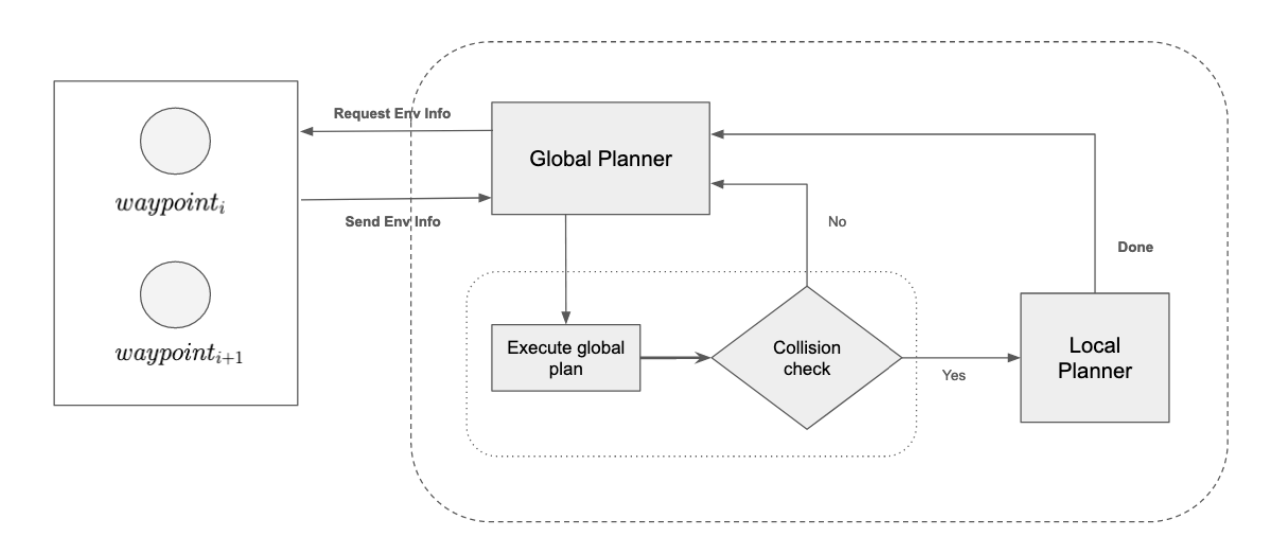 Request Env Info
Global Planner
waypoint_i
Send Env Info
No
Done
Execute global
plan
Collision
check
Local
Planner
Yes
waypoint_{i+1}